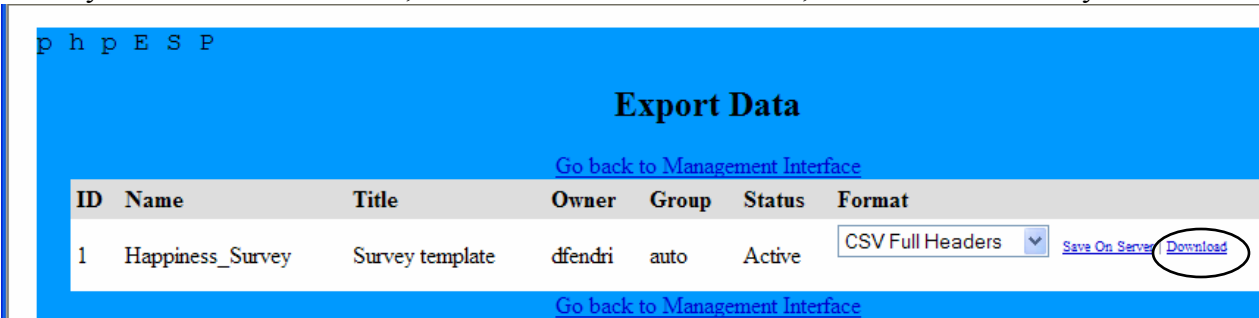 p h p E S P
Export Data
Go back to Management Interface
ID Name Title Owner Group Status Format
1 Happiness_Survey Survey template dfendri auto Active CSV Full Headers Save On Server | Download
Go back to Management Interface